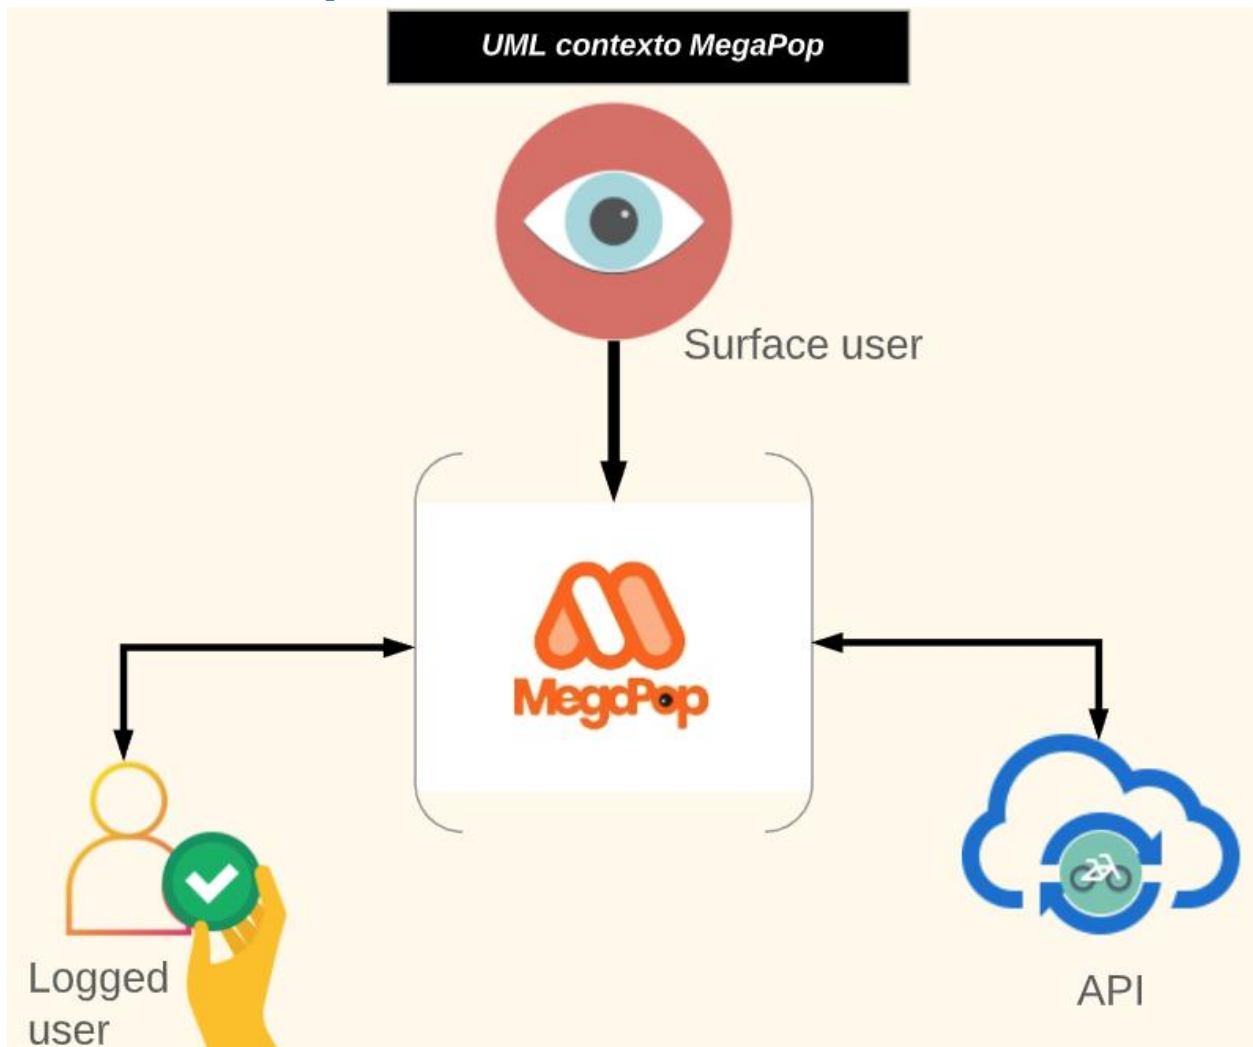 UML contexto MegaPop
Surface user
MegaPop
Logged
user
API